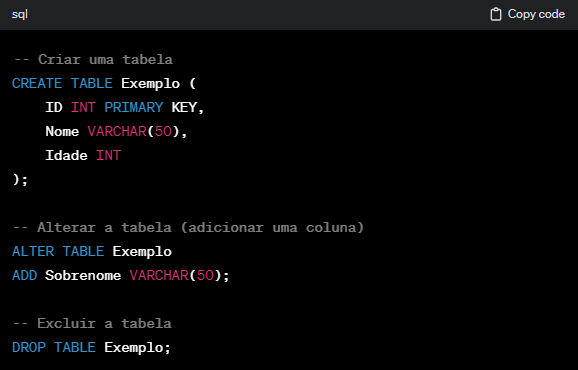 sql Copy code
-- Criar uma tabela
CREATE TABLE Exemplo (
    ID INT PRIMARY KEY,
    Nome VARCHAR(50),
    Idade INT
);
-- Alterar a tabela (adicionar uma coluna)
ALTER TABLE Exemplo
ADD Sobrenome VARCHAR(50);
-- Excluir a tabela
DROP TABLE Exemplo;